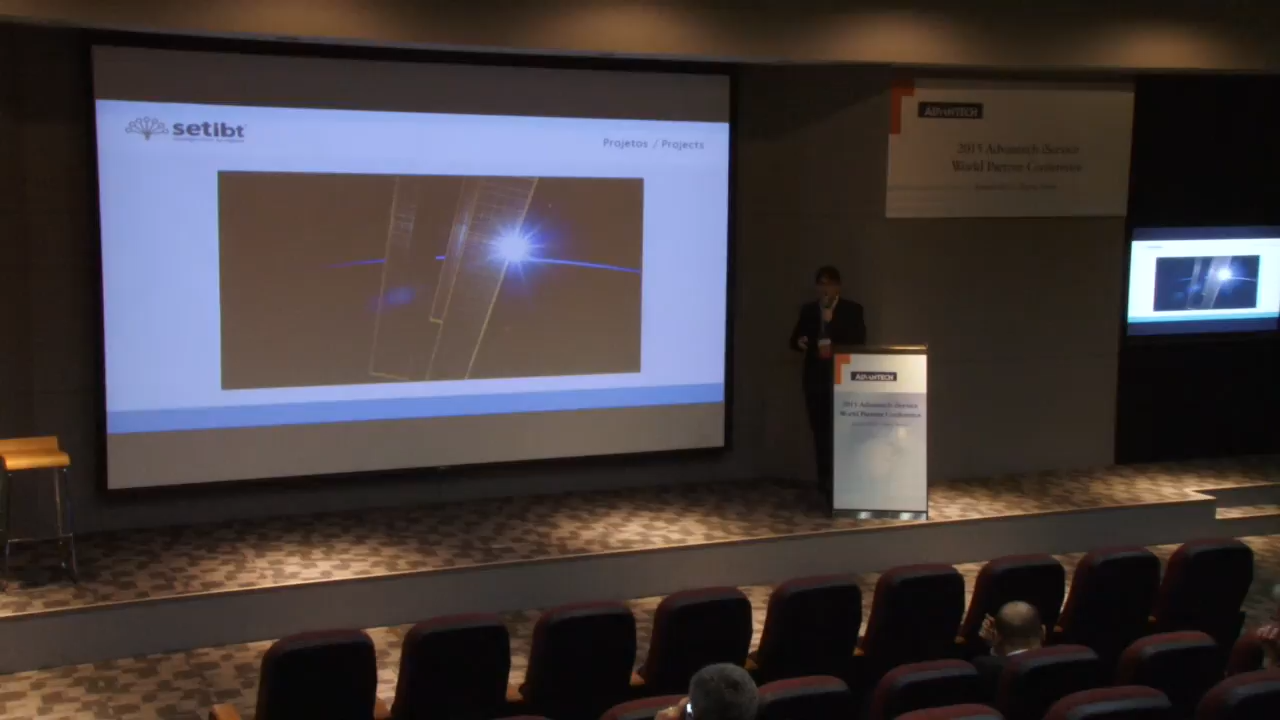 setibt
Projetos / Projects
ADVANTECH
2015 Advantech iService
World Partner Conference
ADVANTECH
2015 Advantech iService
World Partner Conference